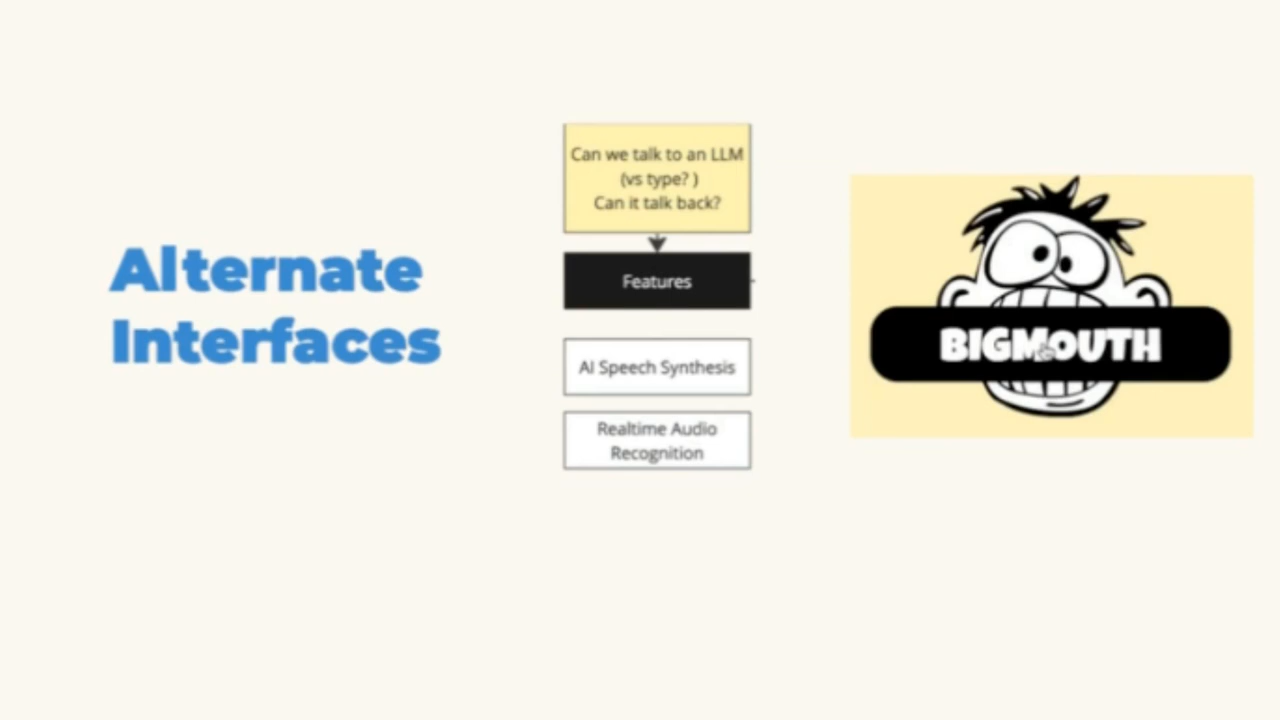 Alternate
Interfaces
Can we talk to an LLM
(vs type? )
Can it talk back?
Features
AI Speech Synthesis
Realtime Audio
Recognition
BIGMOUTH